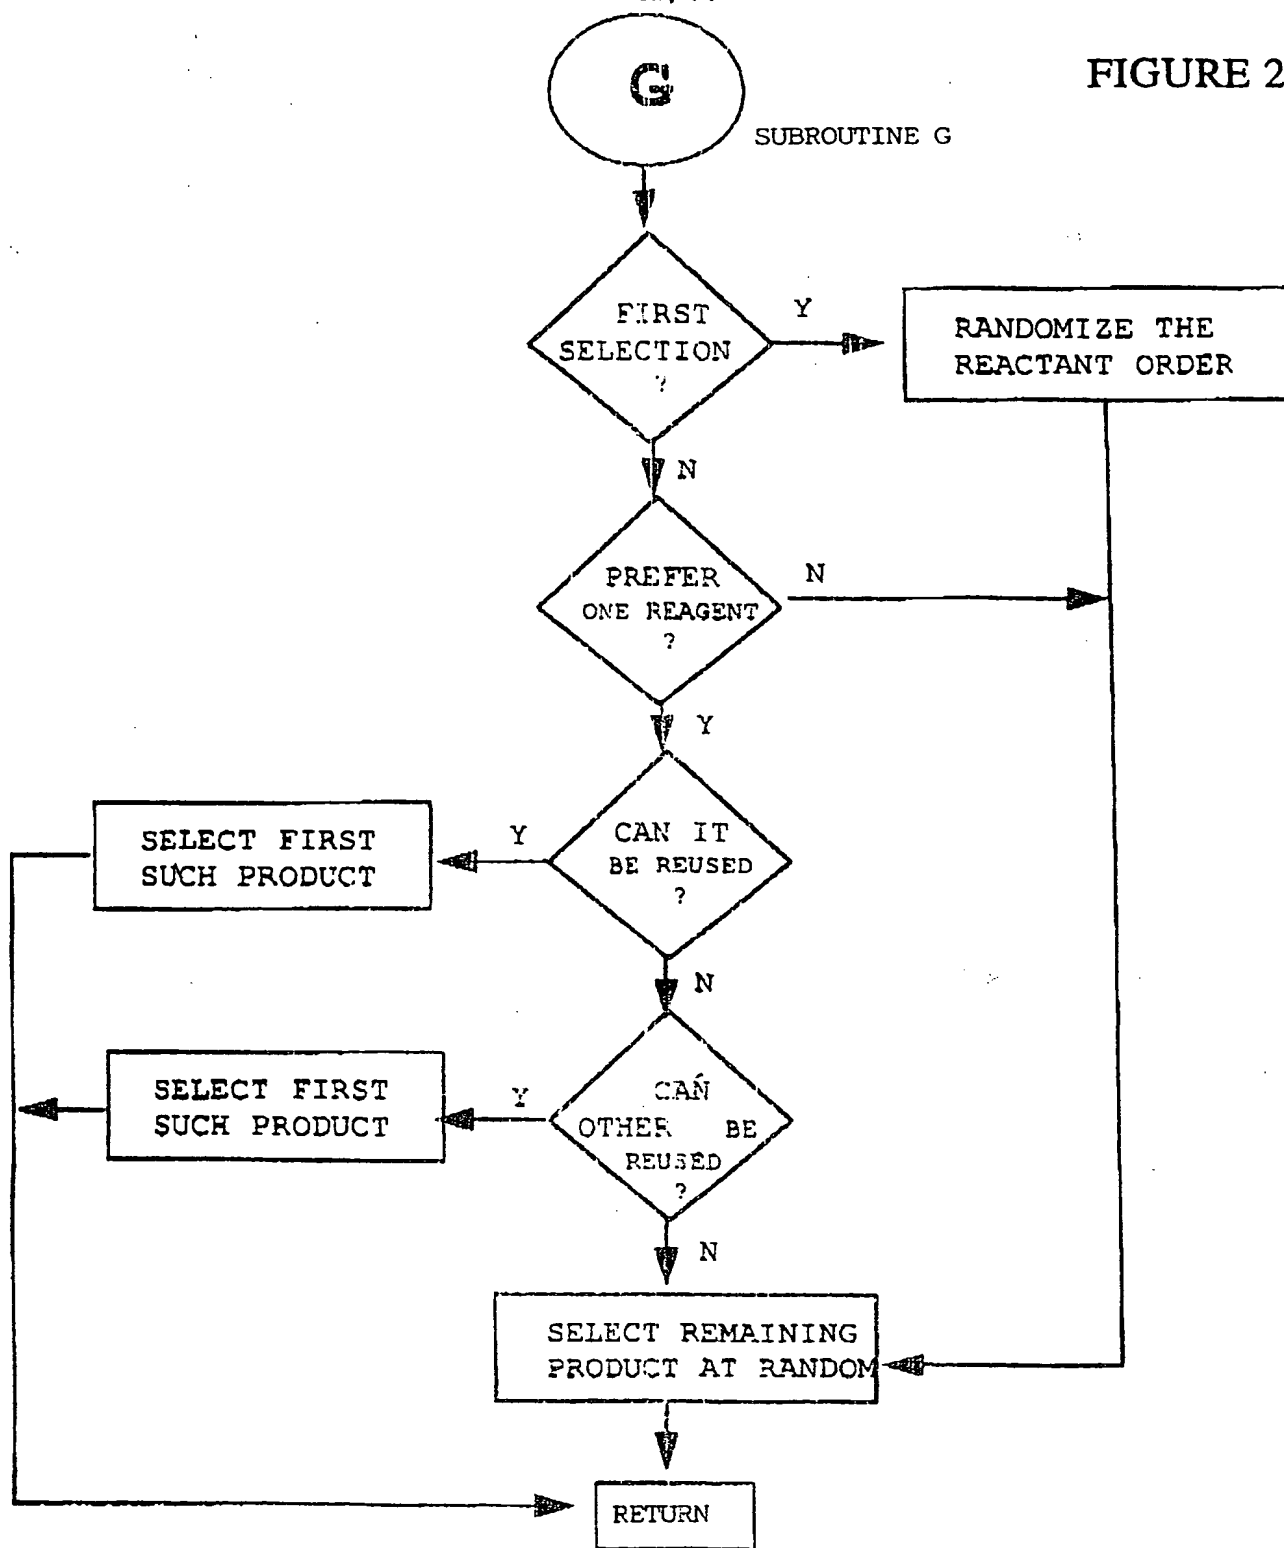 FIGURE 2
G
SUBROUTINE G
FIRST
SELECTION
?
Y
RANDOMIZE THE
REACTANT ORDER
N
PREFER
ONE REAGENT
?
N
Y
CAN IT
BE REUSED
?
Y
SELECT FIRST
SUCH PRODUCT
N
CAN
OTHER BE
REUSED
?
Y
SELECT FIRST
SUCH PRODUCT
N
SELECT REMAINING
PRODUCT AT RANDOM
RETURN